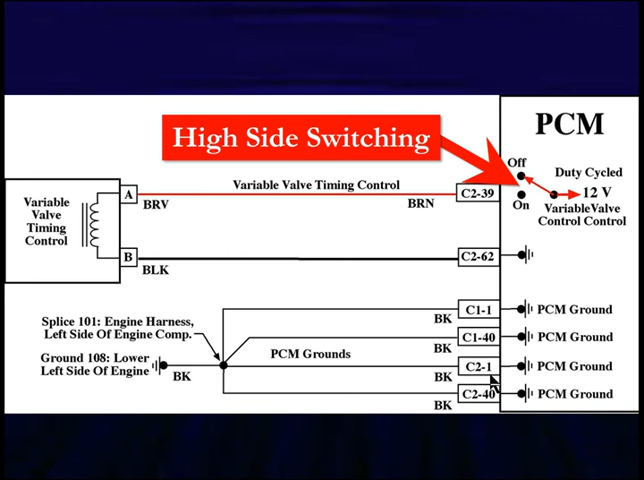 PCM
High Side Switching
Off
Duty Cycled
12 V
On
VariableValve
Control Control
Variable Valve Timing Control
C2-39
A
BRV
BRN
Variable
Valve
Timing
Control
B
BLK
C2-62
C1-1
PCM Ground
BK
Splice 101: Engine Harness,
Left Side Of Engine Comp.
C1-40
PCM Ground
BK
PCM Grounds
Ground 108: Lower
Left Side Of Engine
BK
C2-1
PCM Ground
BK
C2-40
PCM Ground
BK